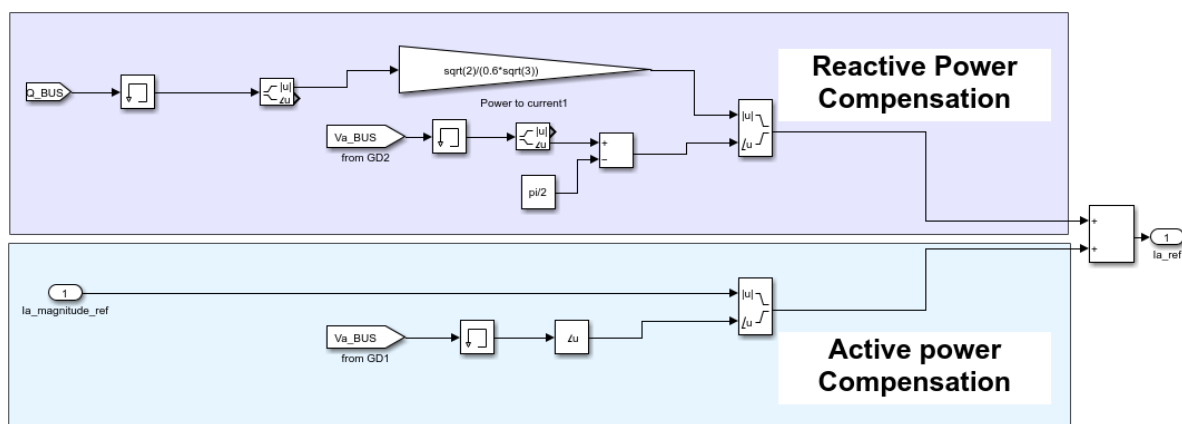 Q_BUS
|u|
∠u
sqrt(2)/(0.6*sqrt(3))
Power to current1
Reactive Power
Compensation
Va_BUS
from GD2
|u|
∠u
+
−
pi/2
|u|
∠u
+
+
1
Ia_ref
1
Ia_magnitude_ref
|u|
∠u
Va_BUS
from GD1
∠u
Active power
Compensation